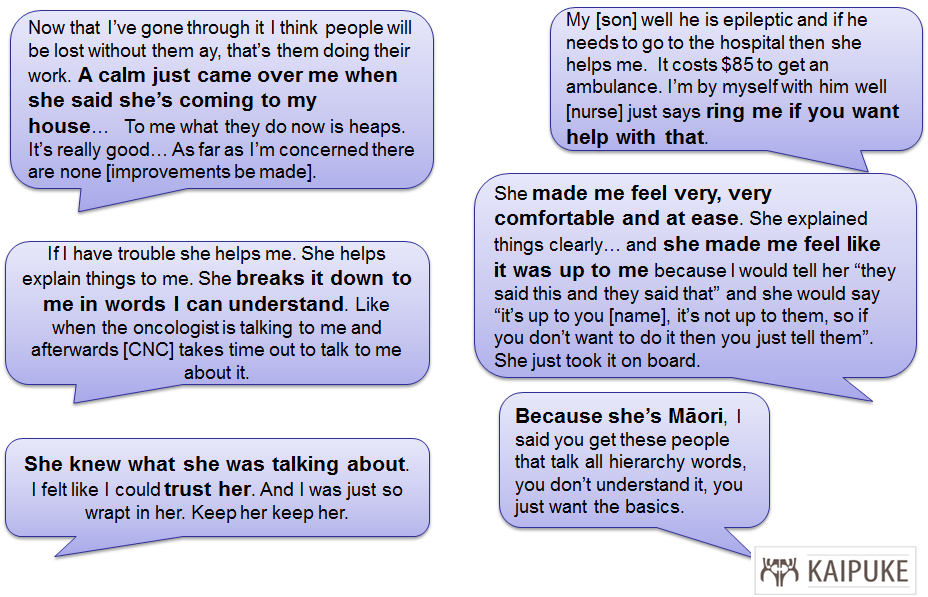 Now that I've gone through it I think people will
be lost without them ay, that's them doing their
work. A calm just came over me when
she said she's coming to my
house… To me what they do now is heaps.
It's really good… As far as I'm concerned there
are none [improvements be made].
If I have trouble she helps me. She helps
explain things to me. She breaks it down to
me in words I can understand. Like
when the oncologist is talking to me and
afterwards [CNC] takes time out to talk to me
about it.
She knew what she was talking about.
I felt like I could trust her. And I was just so
wrapt in her. Keep her keep her.
My [son] well he is epileptic and if he
needs to go to the hospital then she
helps me. It costs $85 to get an
ambulance. I'm by myself with him well
[nurse] just says ring me if you want
help with that.
She made me feel very, very
comfortable and at ease. She explained
things clearly… and she made me feel like
it was up to me because I would tell her "they
said this and they said that" and she would say
"it's up to you [name], it's not up to them, so if
you don't want to do it then you just tell them".
She just took it on board.
Because she's Māori, I
said you get these people
that talk all hierarchy words,
you don't understand it, you
just want the basics.
KAIPUKE